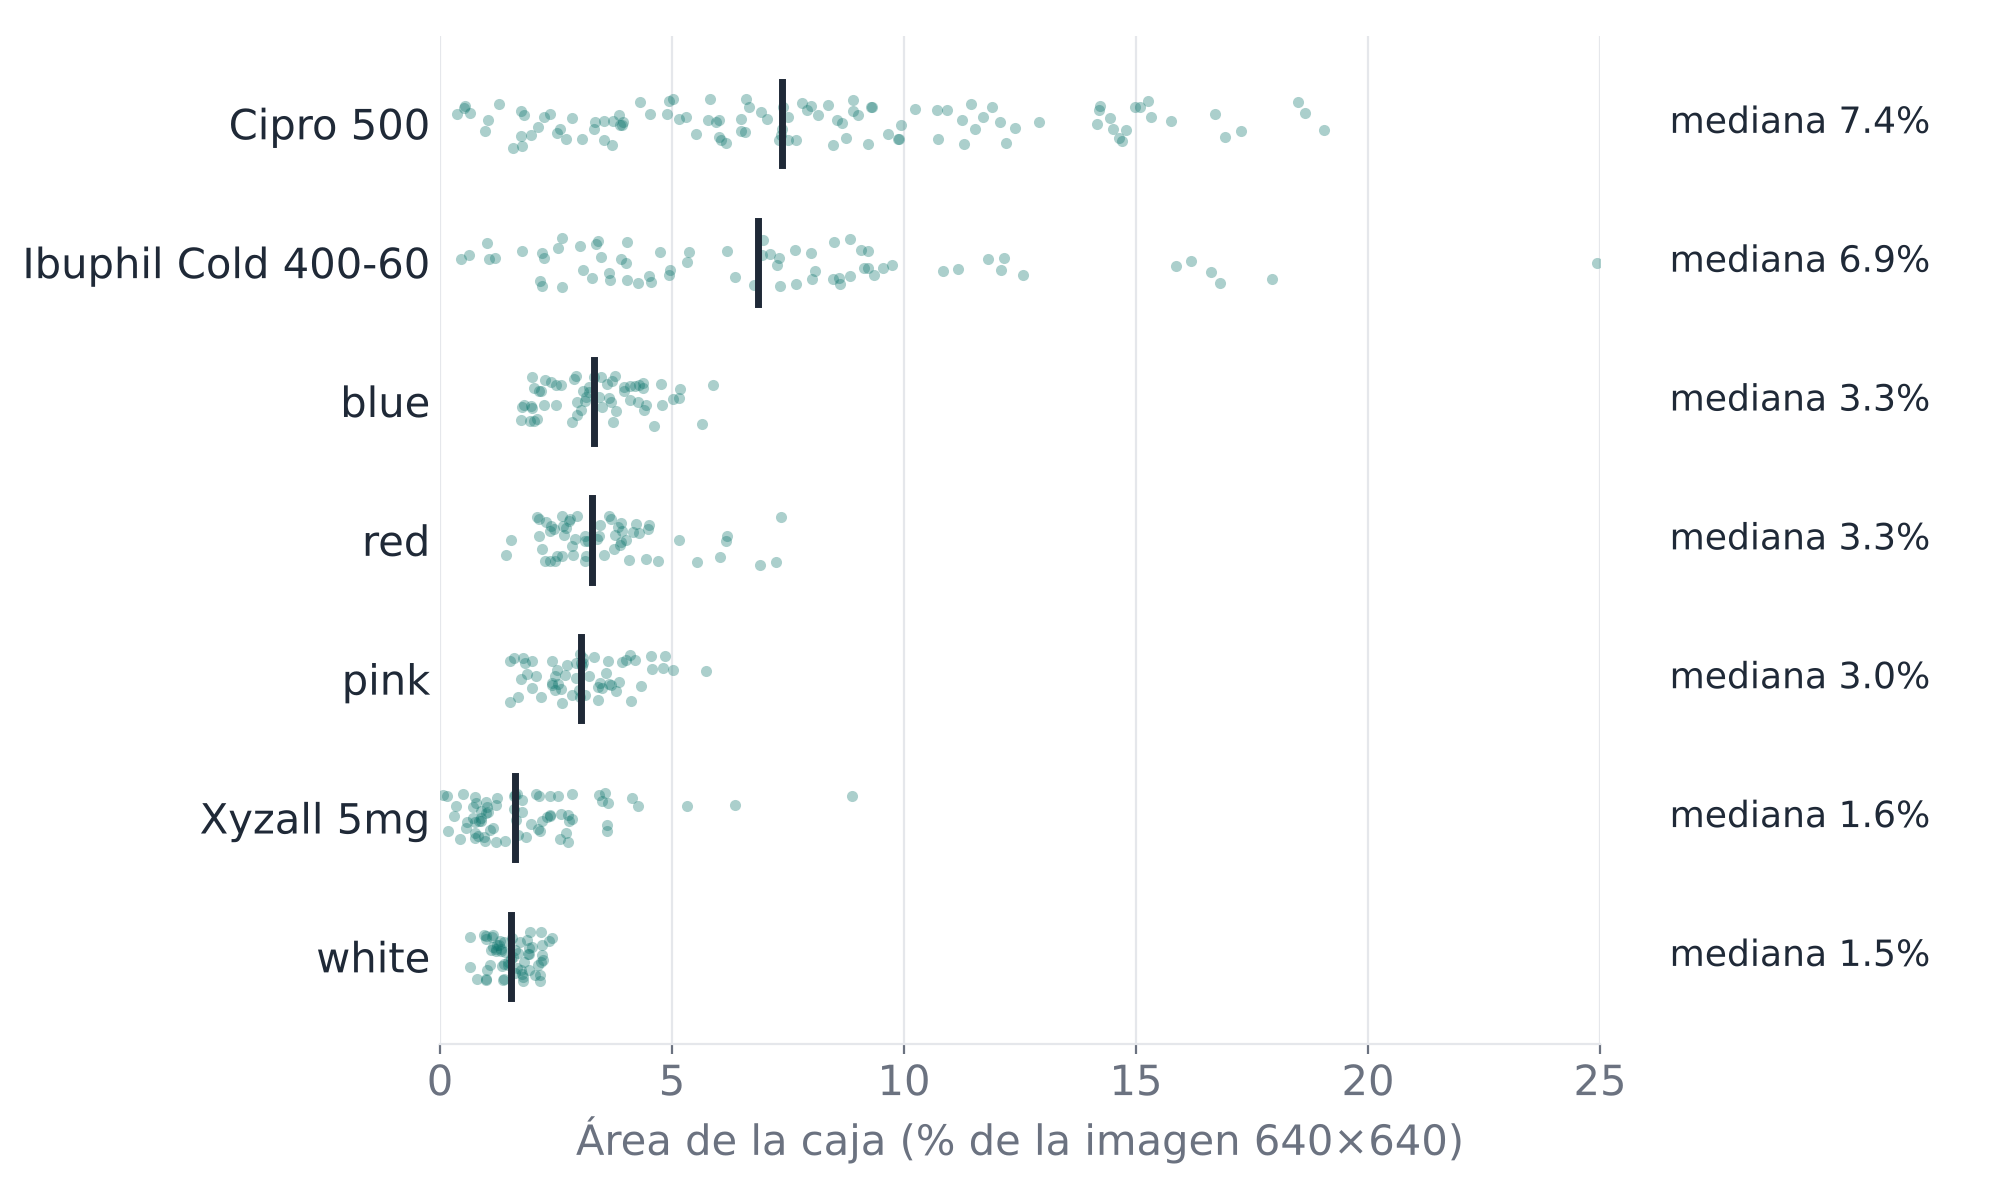 Cipro 500 mediana 7.4%
Ibuphil Cold 400-60 mediana 6.9%
blue mediana 3.3%
red mediana 3.3%
pink mediana 3.0%
Xyzall 5mg mediana 1.6%
white mediana 1.5%
0 5 10 15 20 25
Área de la caja (% de la imagen 640×640)